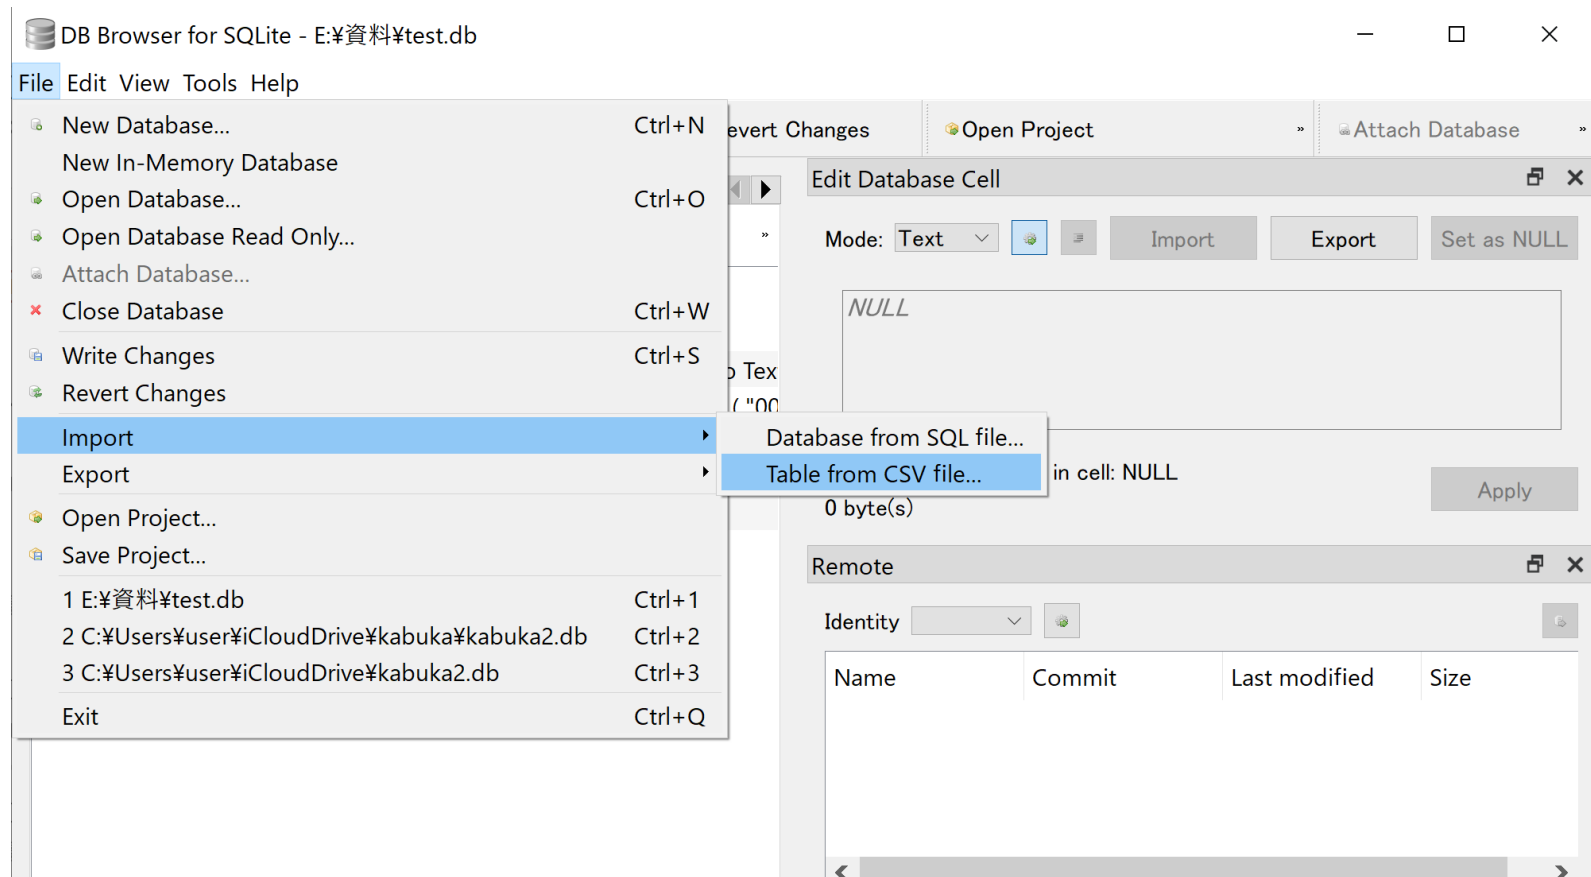 DB Browser for SQLite - E:¥資料¥test.db
File Edit View Tools Help
New Database... Ctrl+N
New In-Memory Database
Open Database... Ctrl+O
Open Database Read Only...
Attach Database...
Close Database Ctrl+W
Write Changes Ctrl+S
Revert Changes
Import
Export
Open Project...
Save Project...
1 E:¥資料¥test.db Ctrl+1
2 C:¥Users¥user¥iCloudDrive¥kabuka¥kabuka2.db Ctrl+2
3 C:¥Users¥user¥iCloudDrive¥kabuka2.db Ctrl+3
Exit Ctrl+Q
Database from SQL file...
Table from CSV file...
evert Changes
Open Project »
Attach Database »
»
o Tex
( "00
Edit Database Cell
Mode: Text Import Export Set as NULL
NULL
in cell: NULL
0 byte(s)
Apply
Remote
Identity
Name Commit Last modified Size